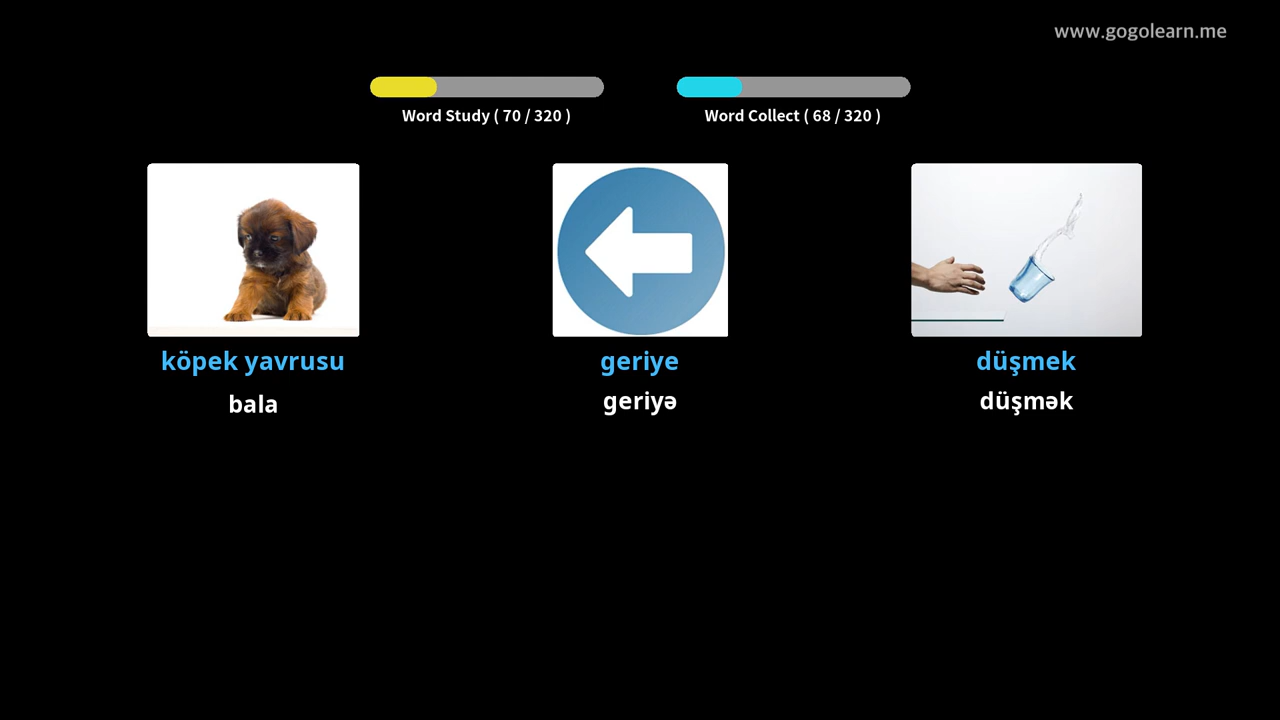 www.gogolearn.me
Word Study ( 70 / 320 )
Word Collect ( 68 / 320 )
köpek yavrusu
geriye
düşmek
bala
geriyə
düşmək